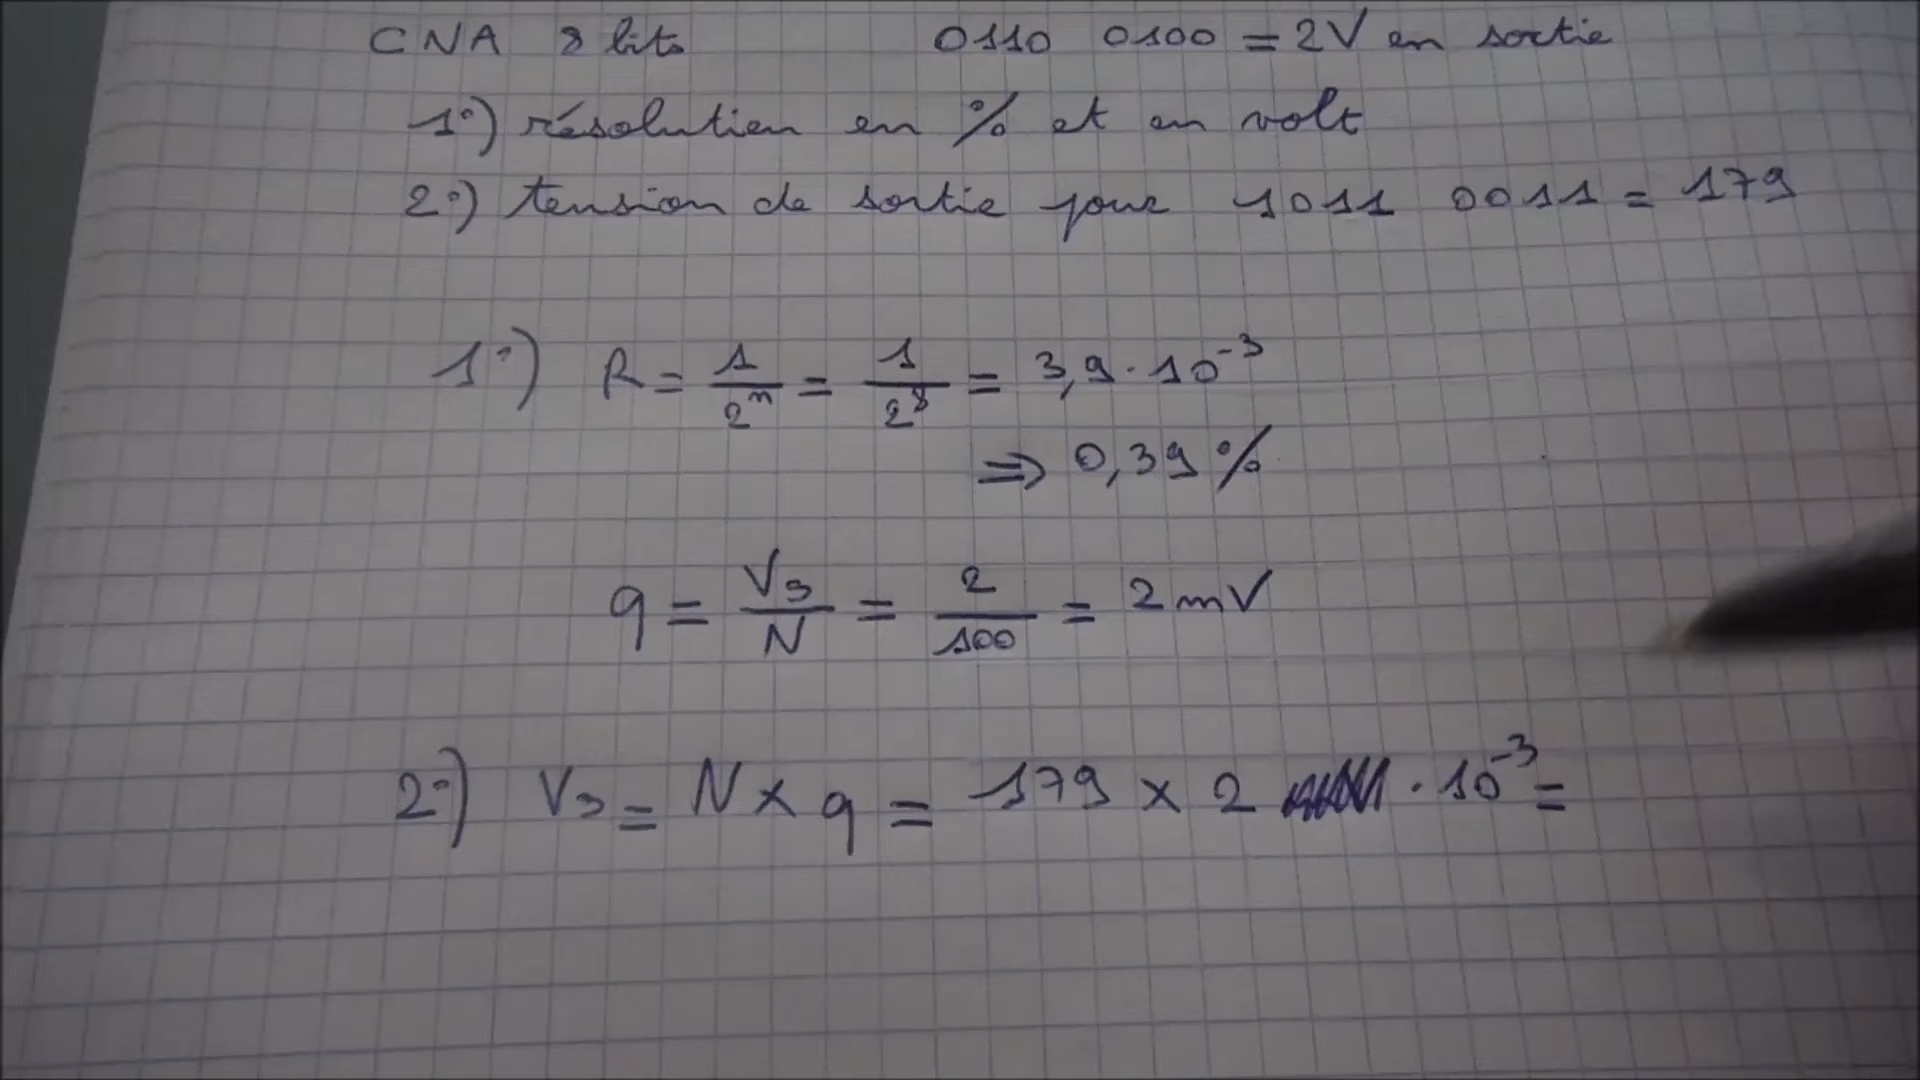 CNA 8 bits 0110 0100 = 2V en sortie
1°) résolution en % et en volt
2°) tension de sortie pour 1011 0011 = 179
1°) R = 1/2^n = 1/2^8 = 3,9 · 10^-3
⇒ 0,39 %
q = Vs/N = 2/100 = 2 mV
2°) Vs = N × q = 179 × 2 · 10^-3 =